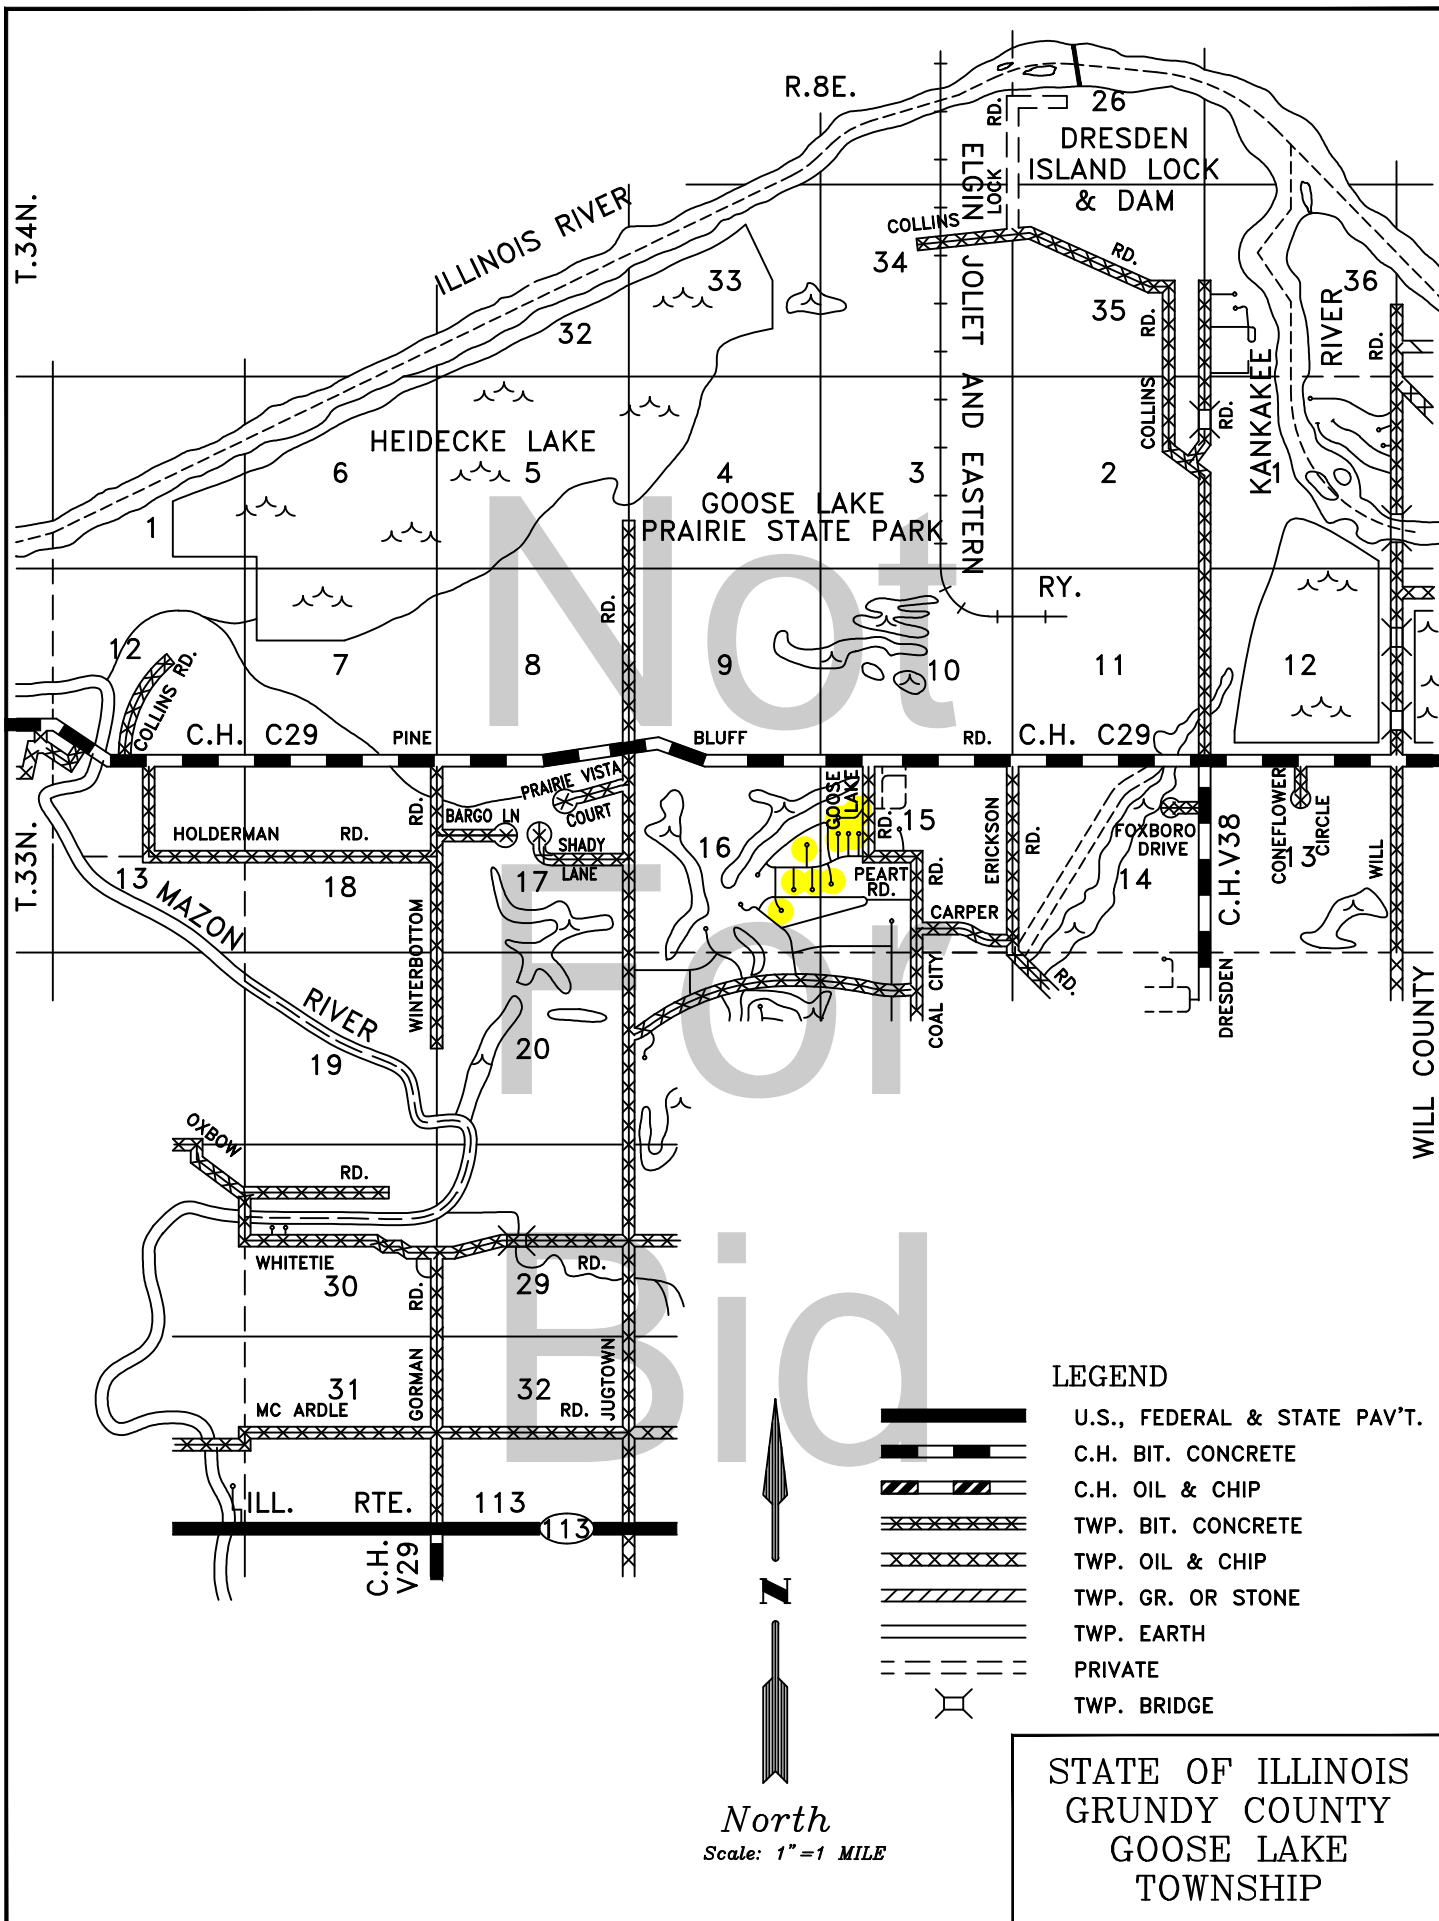 R.8E.
26
DRESDEN
ISLAND LOCK
& DAM
LOCK RD.
T.34N.
ILLINOIS RIVER
COLLINS RD.
34
33
35
36
32
ELGIN JOLIET AND EASTERN
RY.
COLLINS RD.
RD.
KANKAKEE
RIVER
RD.
HEIDECKE LAKE
6
5
4
3
2
1
1
GOOSE LAKE
PRAIRIE STATE PARK
RD.
12
7
8
9
10
11
12
COLLINS RD.
C.H. C29
PINE
BLUFF
RD.
C.H. C29
PRAIRIE VISTA
COURT
BARGO LN
RD.
HOLDERMAN RD.
SHADY
LANE
GOOSE
LAKE
RD.
15
16
PEART
RD.
RD.
ERICKSON
RD.
FOXBORO
DRIVE
CONEFLOWER
CIRCLE
WILL
T.33N.
13
18
17
14
13
C.H.V38
MAZON
RIVER
WINTERBOTTOM
CARPER
RD.
COAL CITY
DRESDEN
WILL COUNTY
19
20
OXBOW
RD.
WHITETIE
RD.
30
29
RD.
31
GORMAN
32
JUGTOWN
MC ARDLE
RD.
ILL. RTE. 113
113
C.H.
V29
Not
For
Bid
LEGEND
U.S., FEDERAL & STATE PAV'T.
C.H. BIT. CONCRETE
C.H. OIL & CHIP
TWP. BIT. CONCRETE
TWP. OIL & CHIP
TWP. GR. OR STONE
TWP. EARTH
PRIVATE
TWP. BRIDGE
N
North
Scale: 1"=1 MILE
STATE OF ILLINOIS
GRUNDY COUNTY
GOOSE LAKE
TOWNSHIP